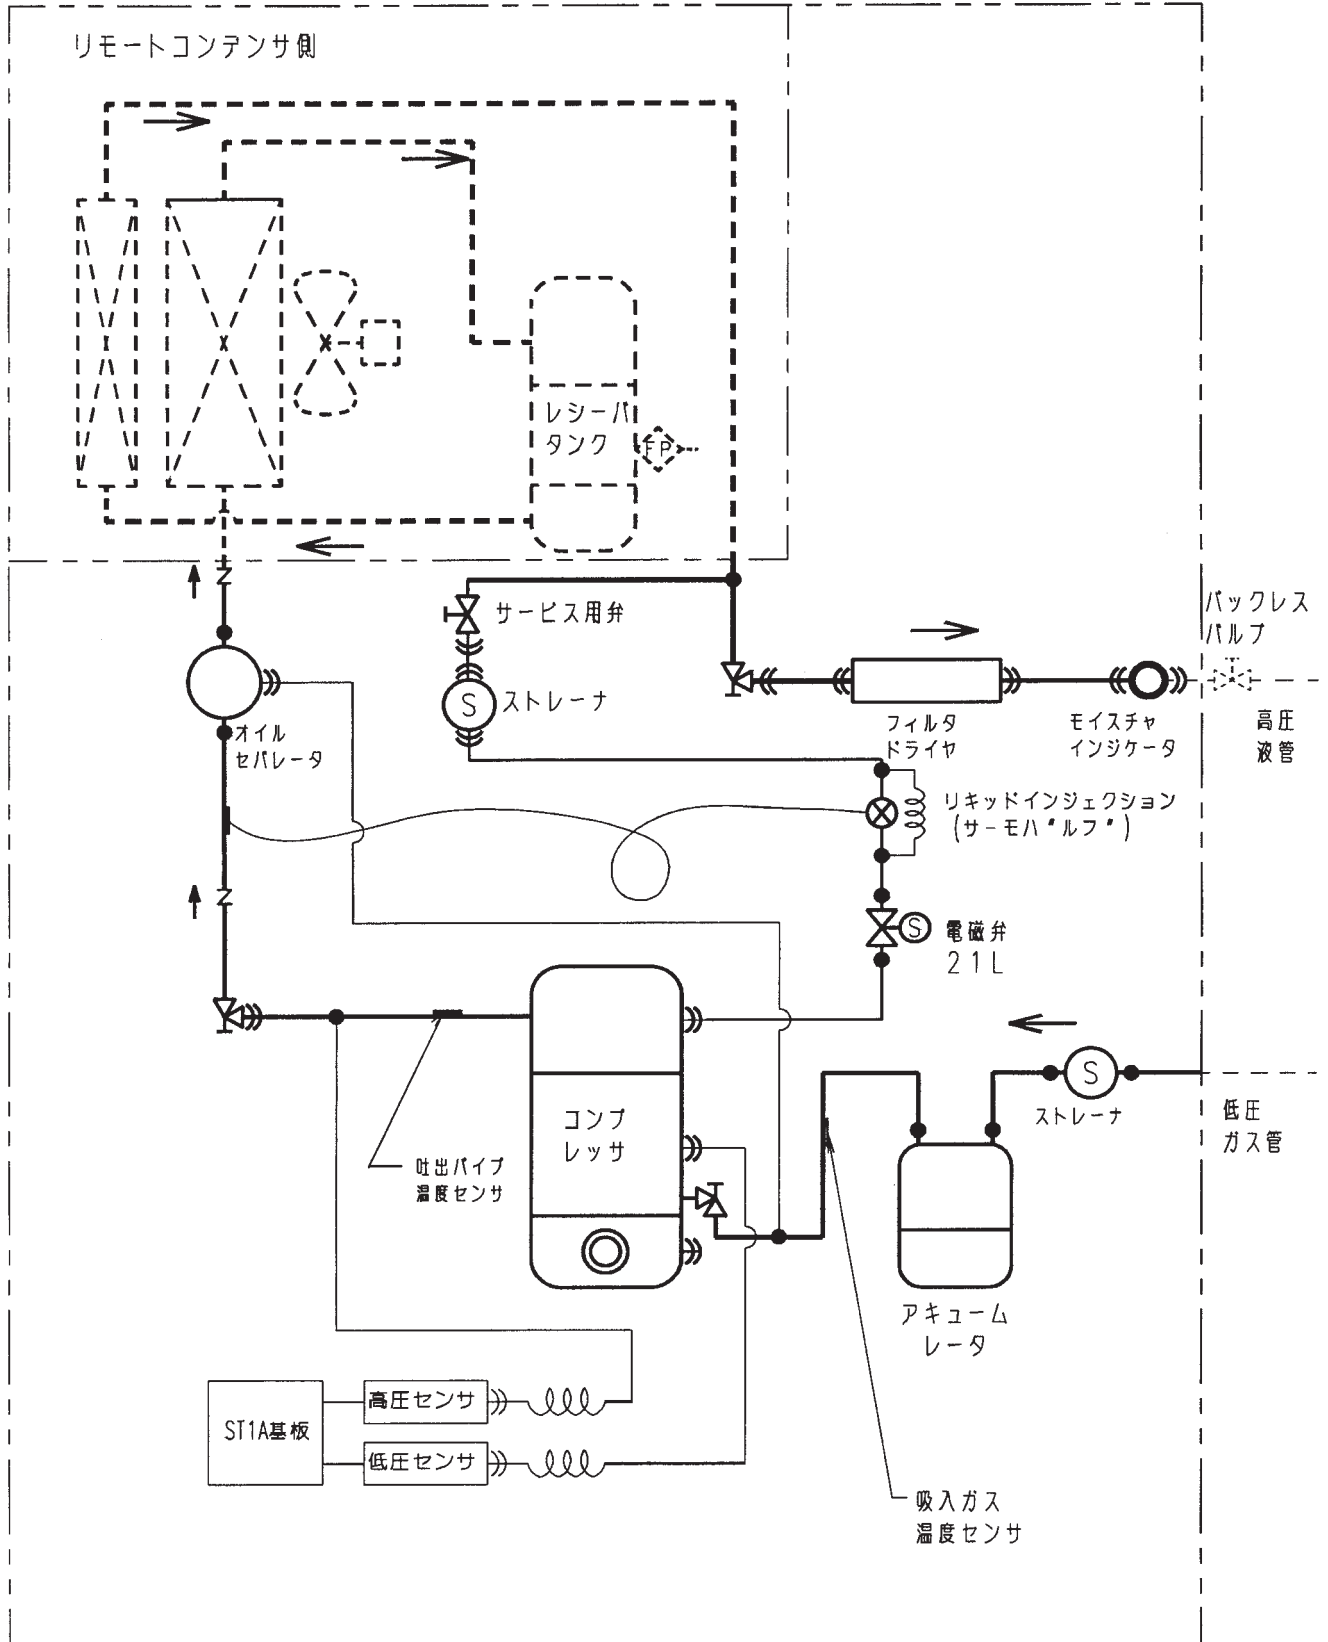 リモートコンデンサ側
レシーバ
タンク
FP
サービス用弁
バックレス
バルブ
S
ストレーナ
オイル
セパレータ
フィルタ
ドライヤ
モイスチャ
インジケータ
高圧
液管
リキッドインジェクション
(サーモバルブ)
S
電磁弁
21L
S
ストレーナ
低圧
ガス管
コンプ
レッサ
吐出パイプ
温度センサ
アキューム
レータ
高圧センサ
ST1A基板
低圧センサ
吸入ガス
温度センサ